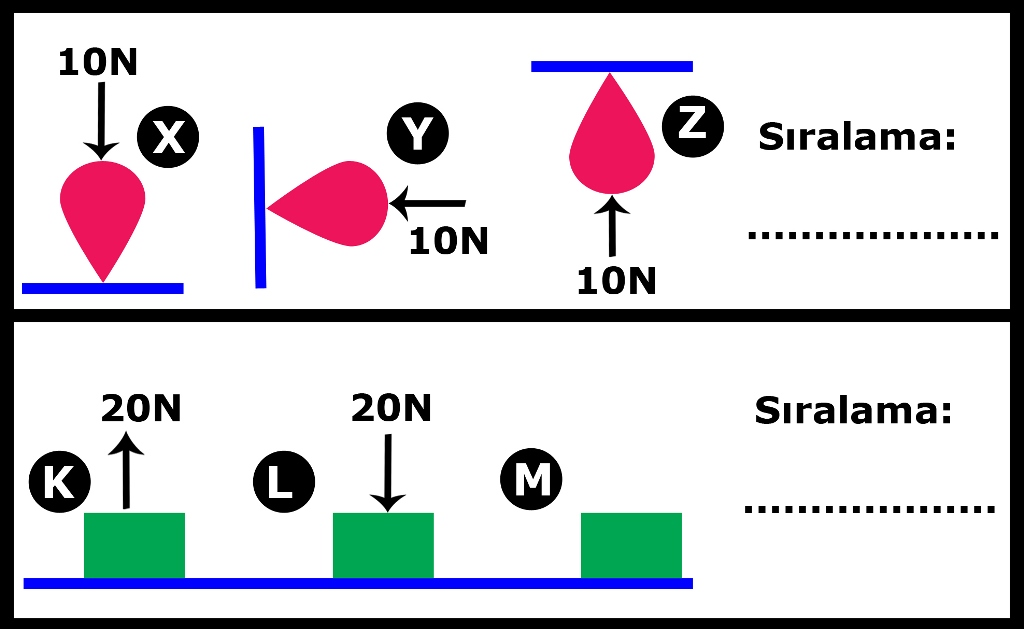 10N
X
Y
10N
Z
10N
Sıralama:
....................
20N
K
20N
L
M
Sıralama:
....................